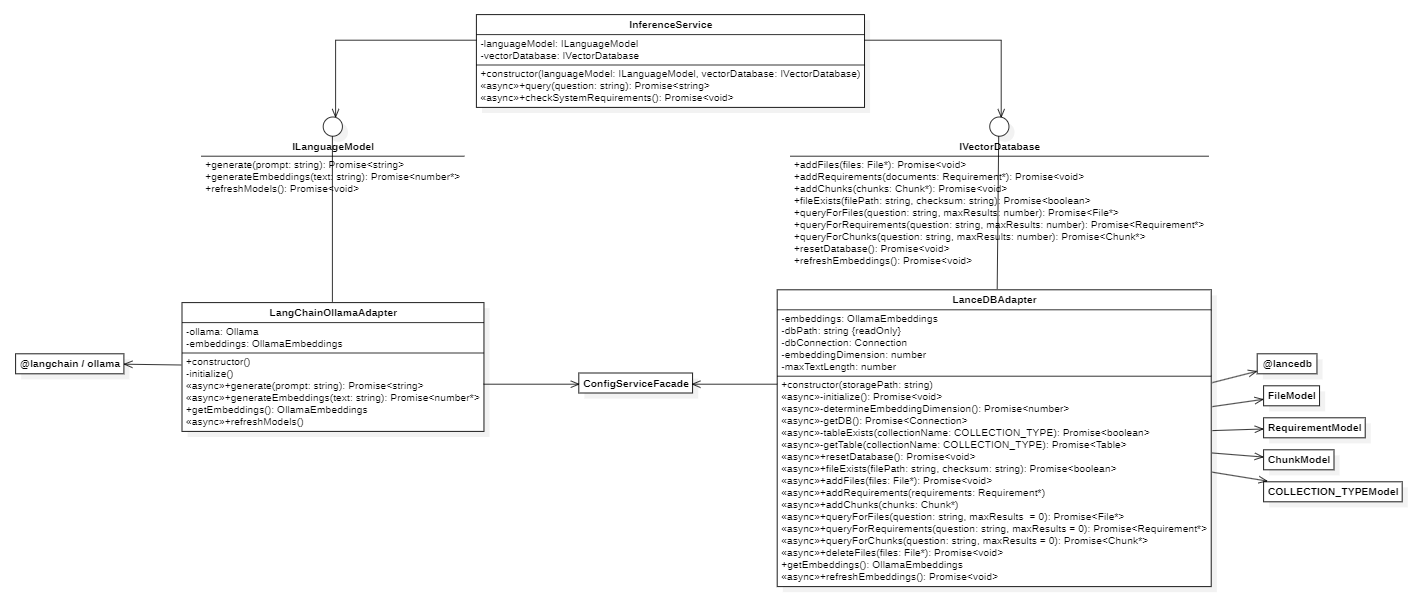 InferenceService
-languageModel: ILanguageModel
-vectorDatabase: IVectorDatabase
+constructor(languageModel: ILanguageModel, vectorDatabase: IVectorDatabase)
«async»+query(question: string): Promise<string>
«async»+checkSystemRequirements(): Promise<void>
ILanguageModel
+generate(prompt: string): Promise<string>
+generateEmbeddings(text: string): Promise<number*>
+refreshModels(): Promise<void>
IVectorDatabase
+addFiles(files: File*): Promise<void>
+addRequirements(documents: Requirement*): Promise<void>
+addChunks(chunks: Chunk*): Promise<void>
+fileExists(filePath: string, checksum: string): Promise<boolean>
+queryForFiles(question: string, maxResults: number): Promise<File*>
+queryForRequirements(question: string, maxResults: number): Promise<Requirement*>
+queryForChunks(question: string, maxResults: number): Promise<Chunk*>
+resetDatabase(): Promise<void>
+refreshEmbeddings(): Promise<void>
LangChainOllamaAdapter
-ollama: Ollama
-embeddings: OllamaEmbeddings
+constructor()
-initialize()
«async»+generate(prompt: string): Promise<string>
«async»+generateEmbeddings(text: string): Promise<number*>
+getEmbeddings(): OllamaEmbeddings
«async»+refreshModels()
@langchain / ollama
ConfigServiceFacade
LanceDBAdapter
-embeddings: OllamaEmbeddings
-dbPath: string {readOnly}
-dbConnection: Connection
-embeddingDimension: number
-maxTextLength: number
+constructor(storagePath: string)
«async»-initialize(): Promise<void>
«async»-determineEmbeddingDimension(): Promise<number>
«async»-getDB(): Promise<Connection>
«async»-tableExists(collectionName: COLLECTION_TYPE): Promise<boolean>
«async»-getTable(collectionName: COLLECTION_TYPE): Promise<Table>
«async»+resetDatabase(): Promise<void>
«async»+fileExists(filePath: string, checksum: string): Promise<boolean>
«async»+addFiles(files: File*): Promise<void>
«async»+addRequirements(requirements: Requirement*)
«async»+addChunks(chunks: Chunk*)
«async»+queryForFiles(question: string, maxResults  = 0): Promise<File*>
«async»+queryForRequirements(question: string, maxResults = 0): Promise<Requirement*>
«async»+queryForChunks(question: string, maxResults = 0): Promise<Chunk*>
«async»+deleteFiles(files: File*): Promise<void>
+getEmbeddings(): OllamaEmbeddings
«async»+refreshEmbeddings(): Promise<void>
@lancedb
FileModel
RequirementModel
ChunkModel
COLLECTION_TYPEModel